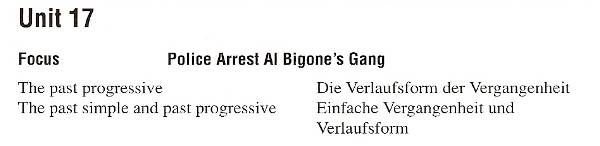 Unit 17
Focus Police Arrest Al Bigone's Gang
The past progressive Die Verlaufsform der Vergangenheit
The past simple and past progressive Einfache Vergangenheit und
Verlaufsform